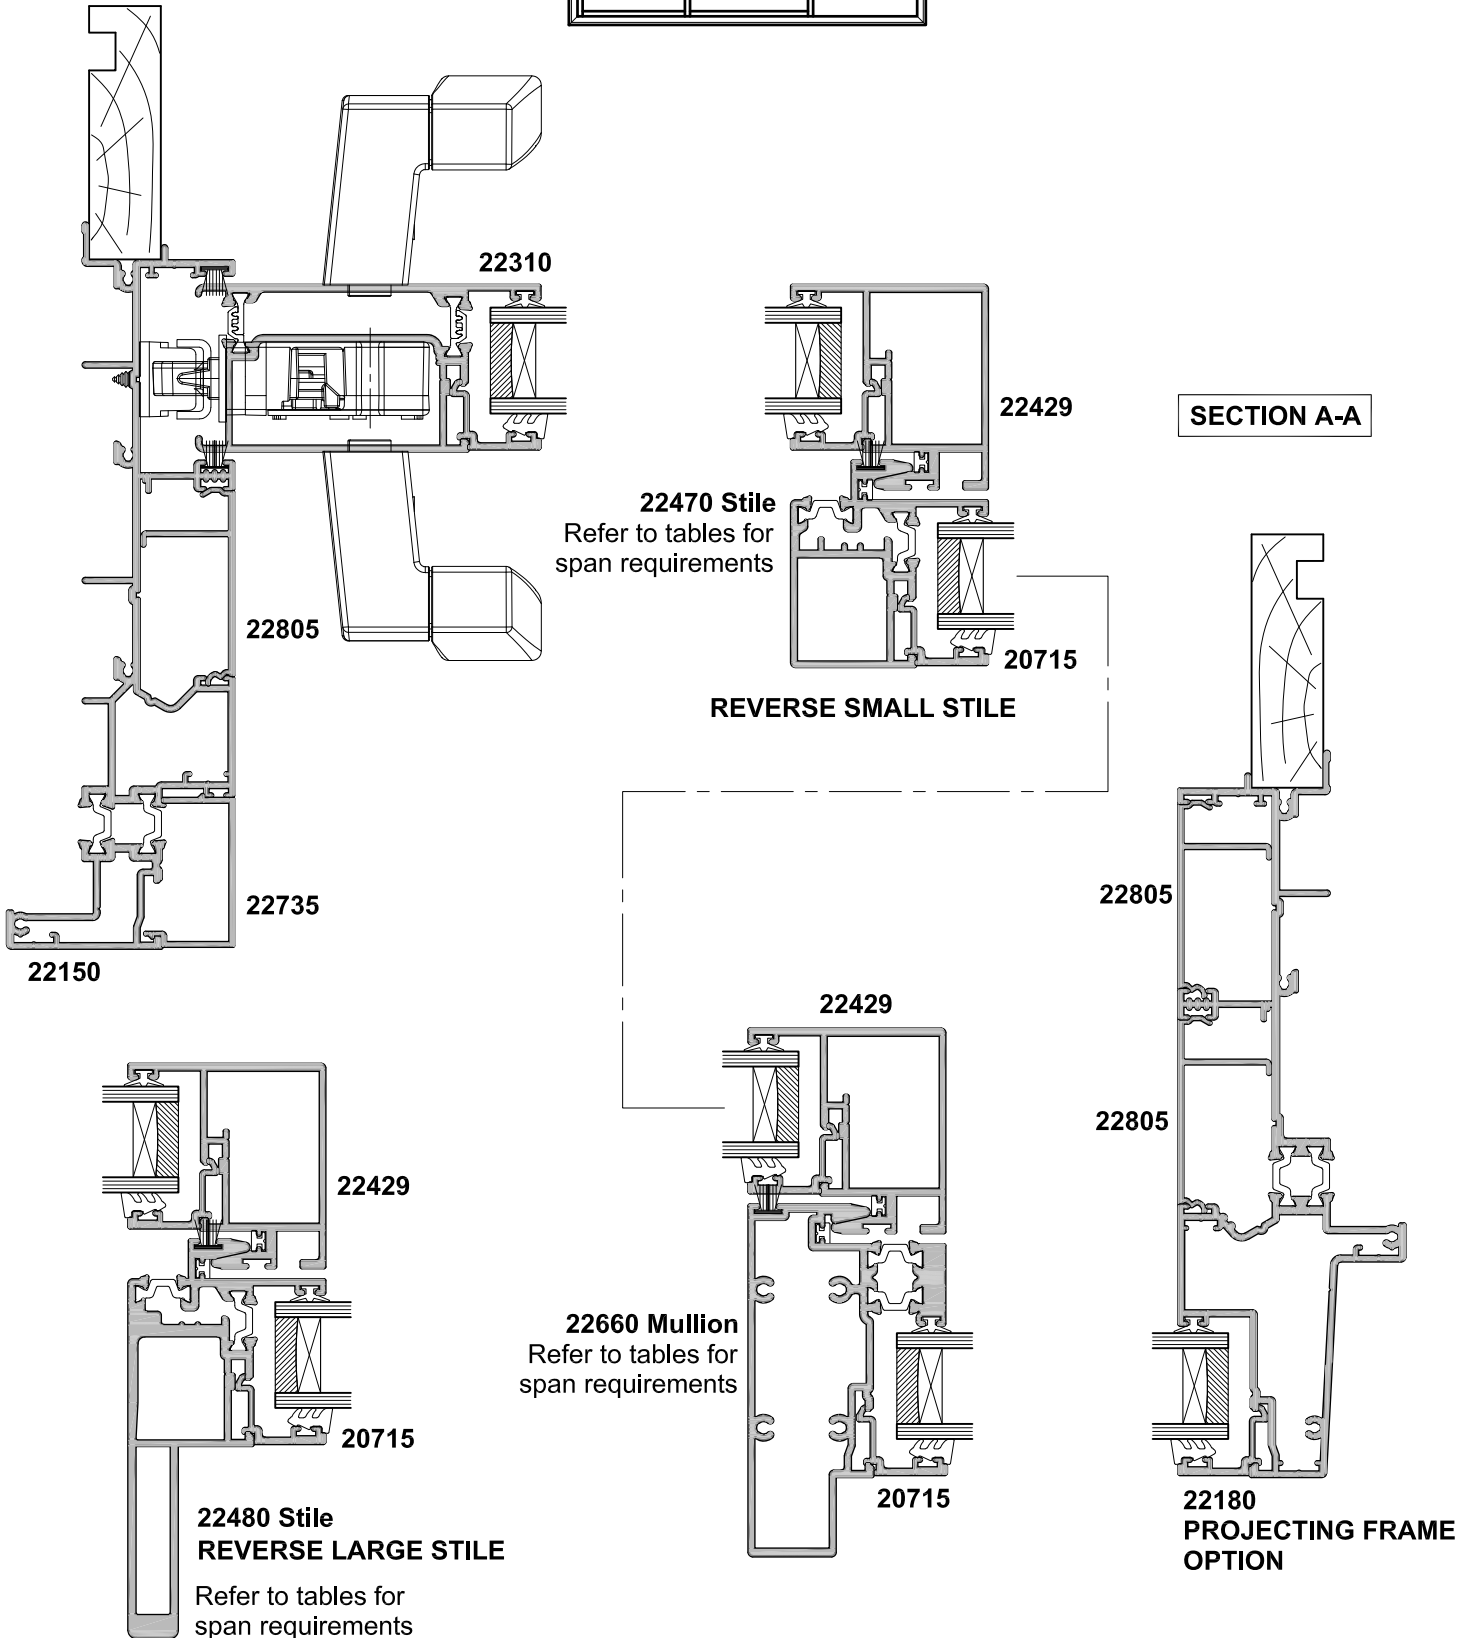 22310
22429
SECTION A-A
22470 Stile
Refer to tables for
span requirements
22805
20715
REVERSE SMALL STILE
22735
22150
22805
22429
22805
22429
22660 Mullion
Refer to tables for
span requirements
20715
20715
22480 Stile
REVERSE LARGE STILE
Refer to tables for
span requirements
22180
PROJECTING FRAME
OPTION